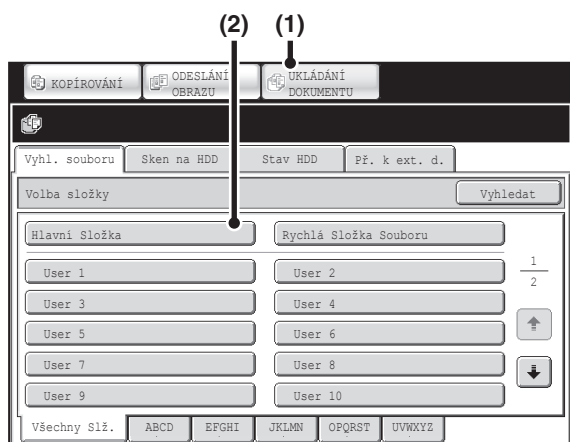 (2) (1)
KOPÍROVÁNÍ
ODESLÁNÍ
OBRAZU
UKLÁDÁNÍ
DOKUMENTU
Vyhl. souboru Sken na HDD Stav HDD Př. k ext. d.
Volba složky Vyhledat
Hlavní Složka Rychlá Složka Souboru
User 1 User 2
1
2
User 3 User 4
User 5 User 6
User 7 User 8
User 9 User 10
Všechny Slž. ABCD EFGHI JKLMN OPQRST UVWXYZ